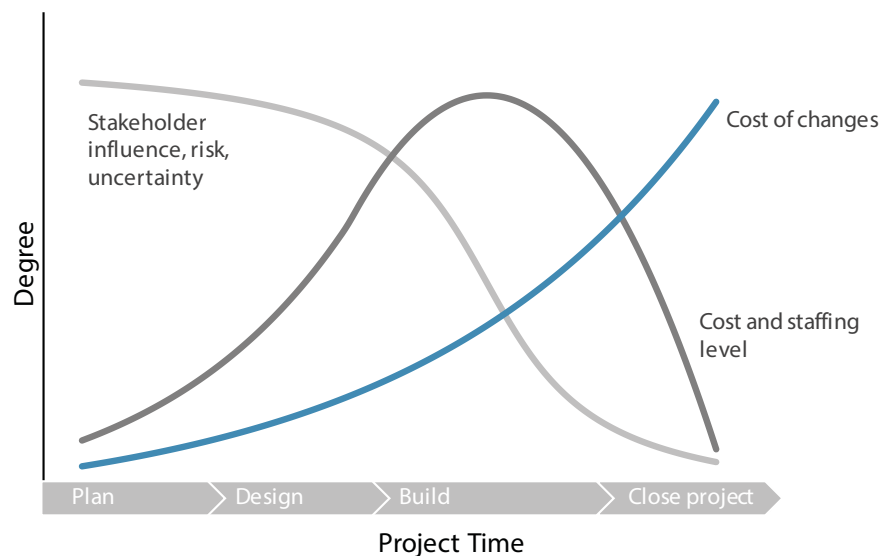 Stakeholder
influence, risk,
uncertainty
Cost of changes
Cost and staffing
level
Degree
Plan
Design
Build
Close project
Project Time